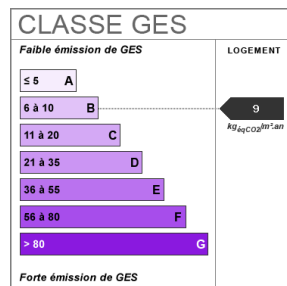 CLASSE GES
Faible émission de GES
LOGEMENT
≤ 5 A
6 à 10 B
9
kgéqCO2/m².an
11 à 20 C
21 à 35 D
36 à 55 E
56 à 80 F
> 80 G
Forte émission de GES